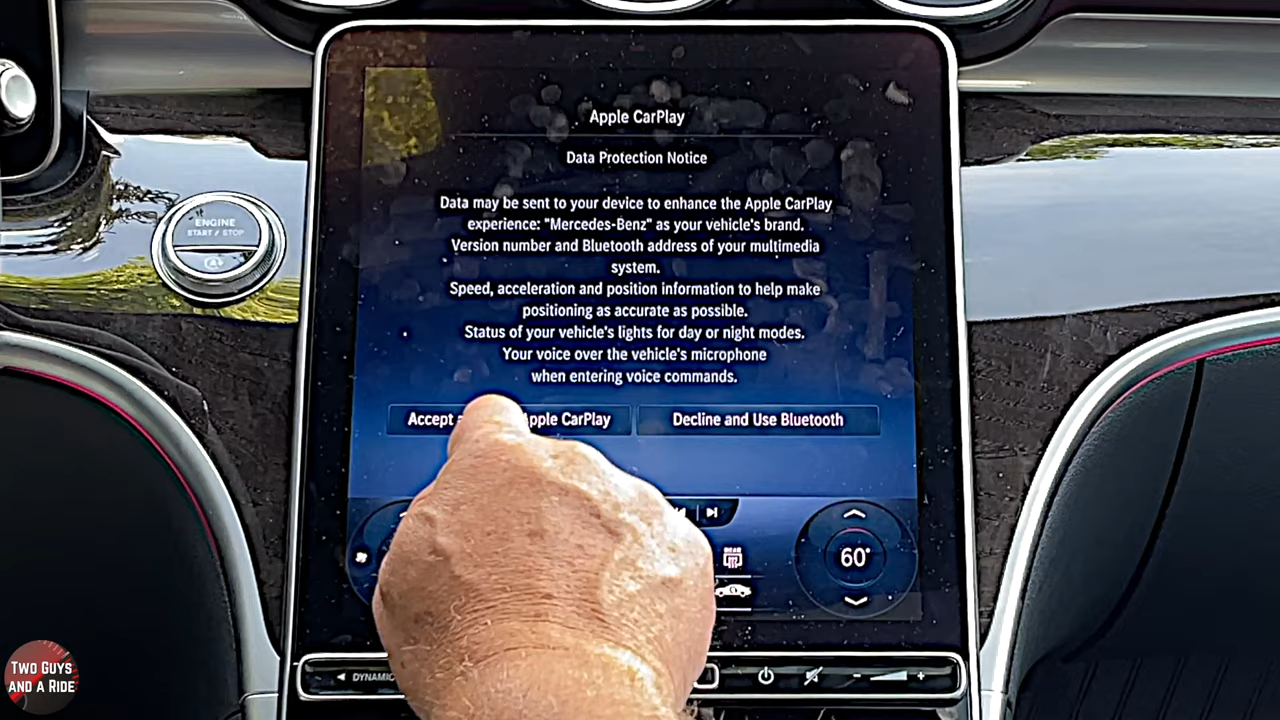 Apple CarPlay
Data Protection Notice
Data may be sent to your device to enhance the Apple CarPlay
experience: "Mercedes-Benz" as your vehicle's brand.
Version number and Bluetooth address of your multimedia
system.
Speed, acceleration and position information to help make
positioning as accurate as possible.
Status of your vehicle's lights for day or night modes.
Your voice over the vehicle's microphone
when entering voice commands.
Accept Apple CarPlay
Decline and Use Bluetooth
ENGINE
START / STOP
REAR
60°
DYNAMIC
TWO GUYS
AND A RIDE